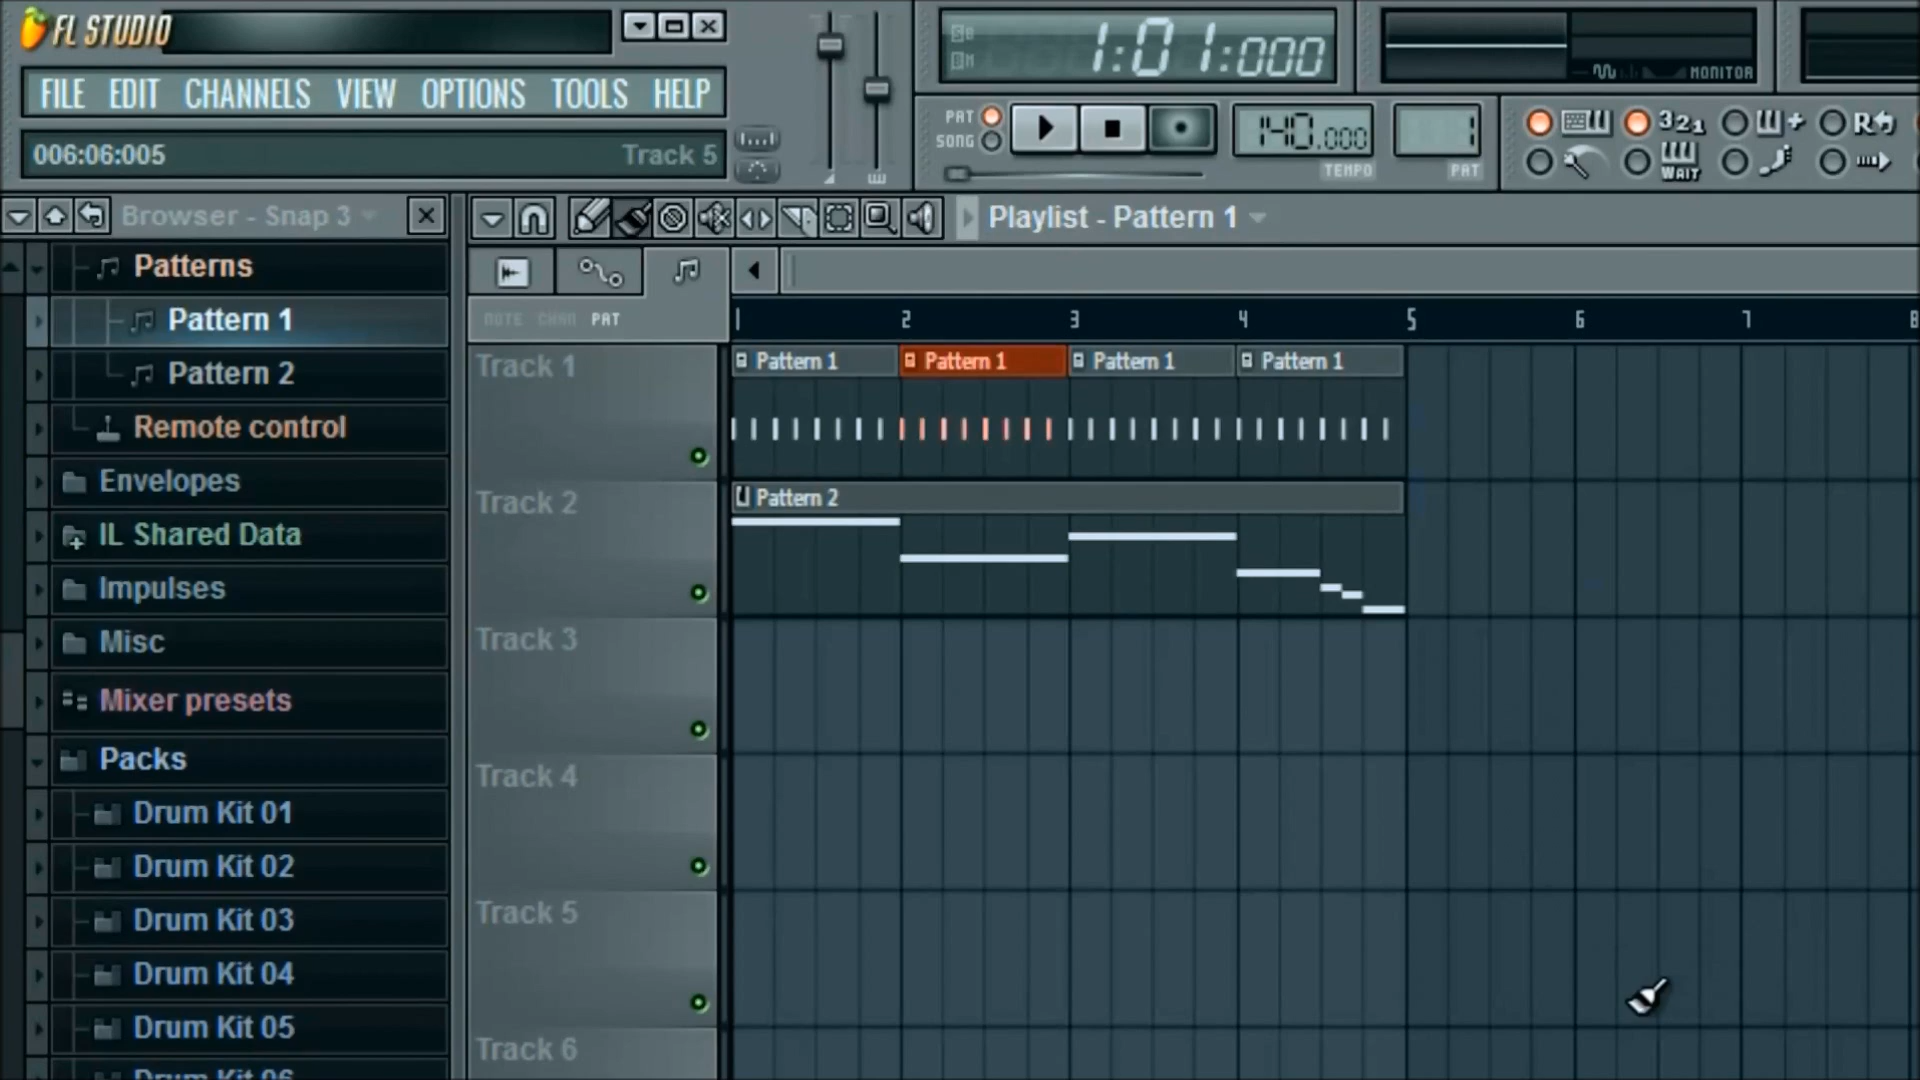 FL STUDIO
FILE EDIT CHANNELS VIEW OPTIONS TOOLS HELP
006:06:005 Track 5
1:01:000
MONITOR
PAT
SONG
140.000
TEMPO
1
PAT
321
WAIT
R
Browser - Snap 3
Playlist - Pattern 1
Patterns
Pattern 1
Pattern 2
Remote control
Envelopes
IL Shared Data
Impulses
Misc
Mixer presets
Packs
Drum Kit 01
Drum Kit 02
Drum Kit 03
Drum Kit 04
Drum Kit 05
Drum Kit 06
NOTE CHAN PAT
1 2 3 4 5 6 7 8
Track 1
Pattern 1 Pattern 1 Pattern 1 Pattern 1
Track 2
Pattern 2
Track 3
Track 4
Track 5
Track 6